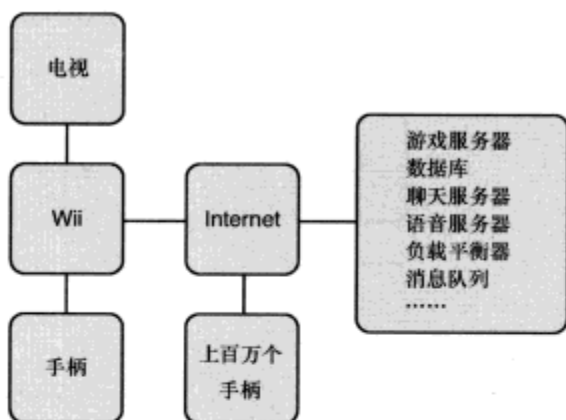 电视
Wii
Internet
手柄
上百万个
手柄
游戏服务器
数据库
聊天服务器
语音服务器
负载平衡器
消息队列
……